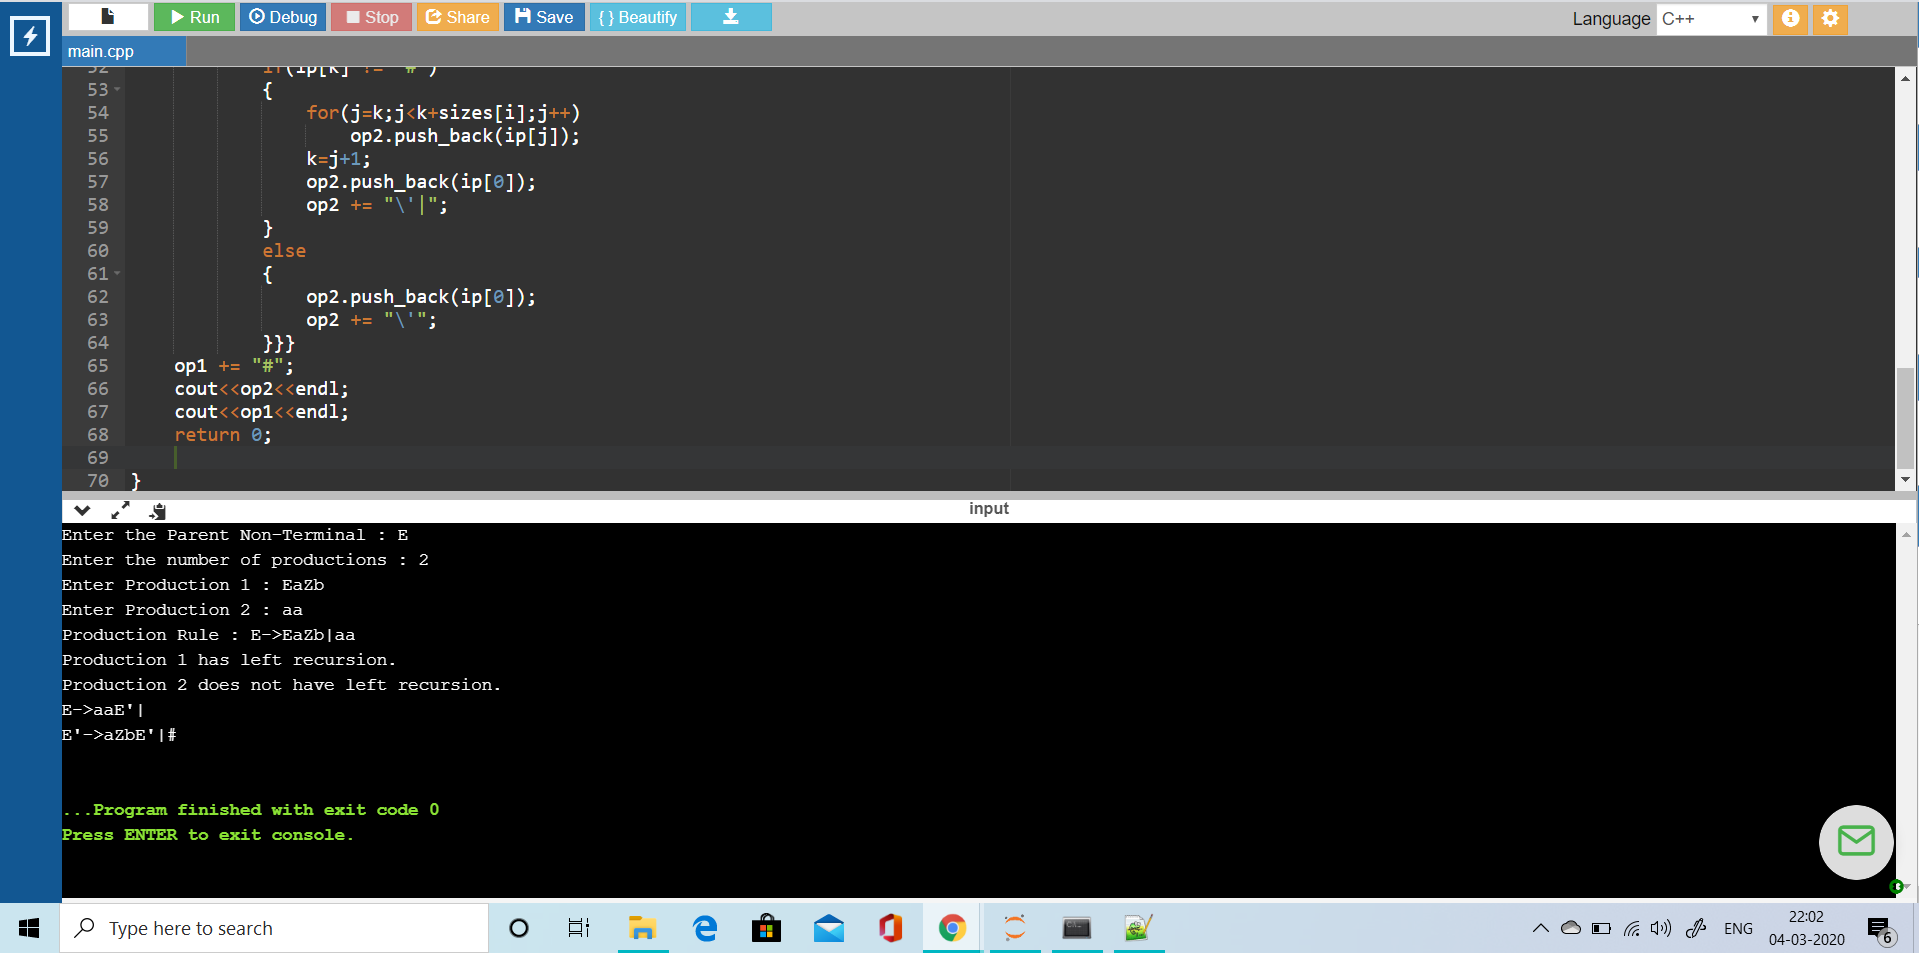 Run Debug Stop Share Save { } Beautify Language C++
main.cpp
52 if(ip[k] != '#')
53 {
54 for(j=k;j<k+sizes[i];j++)
55 op2.push_back(ip[j]);
56 k=j+1;
57 op2.push_back(ip[0]);
58 op2 += "\'|";
59 }
60 else
61 {
62 op2.push_back(ip[0]);
63 op2 += "\'";
64 }}}
65 op1 += "#";
66 cout<<op2<<endl;
67 cout<<op1<<endl;
68 return 0;
69
70 }
input
Enter the Parent Non-Terminal : E
Enter the number of productions : 2
Enter Production 1 : EaZb
Enter Production 2 : aa
Production Rule : E->EaZb|aa
Production 1 has left recursion.
Production 2 does not have left recursion.
E->aaE'|
E'->aZbE'|#
...Program finished with exit code 0
Press ENTER to exit console.
Type here to search
ENG
22:02
04-03-2020
6